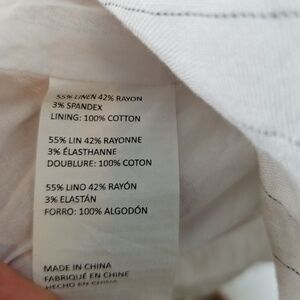 55% LINEN 42% RAYON
3% SPANDEX
LINING: 100% COTTON
55% LIN 42% RAYONNE
3% ÉLASTHANNE
DOUBLURE: 100% COTON
55% LINO 42% RAYÓN
3% ELASTÁN
FORRO: 100% ALGODÓN
MADE IN CHINA
FABRIQUÉ EN CHINE
HECHO EN CHINA